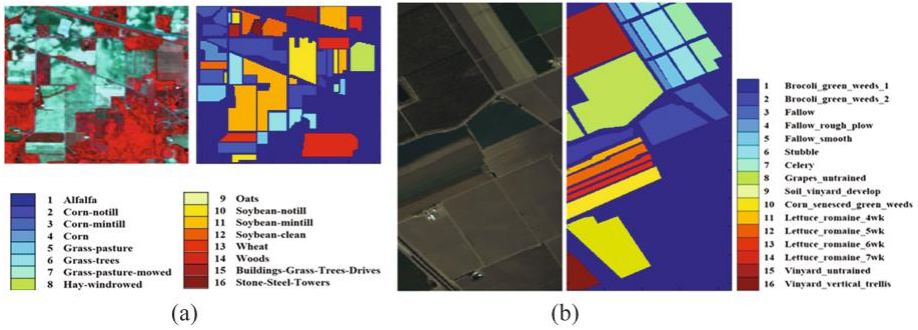 1 Alfalfa
2 Corn-notill
3 Corn-mintill
4 Corn
5 Grass-pasture
6 Grass-trees
7 Grass-pasture-mowed
8 Hay-windrowed
9 Oats
10 Soybean-notill
11 Soybean-mintill
12 Soybean-clean
13 Wheat
14 Woods
15 Buildings-Grass-Trees-Drives
16 Stone-Steel-Towers
(a)
1 Brocoli_green_weeds_1
2 Brocoli_green_weeds_2
3 Fallow
4 Fallow_rough_plow
5 Fallow_smooth
6 Stubble
7 Celery
8 Grapes_untrained
9 Soil_vinyard_develop
10 Corn_senesced_green_weeds
11 Lettuce_romaine_4wk
12 Lettuce_romaine_5wk
13 Lettuce_romaine_6wk
14 Lettuce_romaine_7wk
15 Vinyard_untrained
16 Vinyard_vertical_trellis
(b)